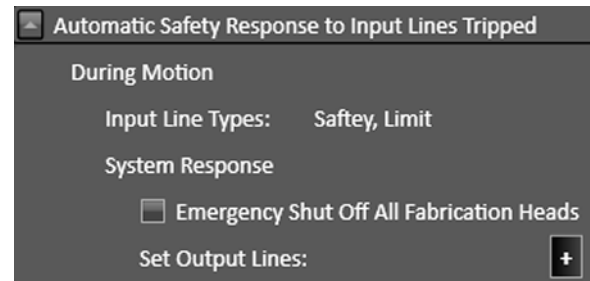 Automatic Safety Response to Input Lines Tripped
During Motion
Input Line Types: Saftey, Limit
System Response
Emergency Shut Off All Fabrication Heads
Set Output Lines: +